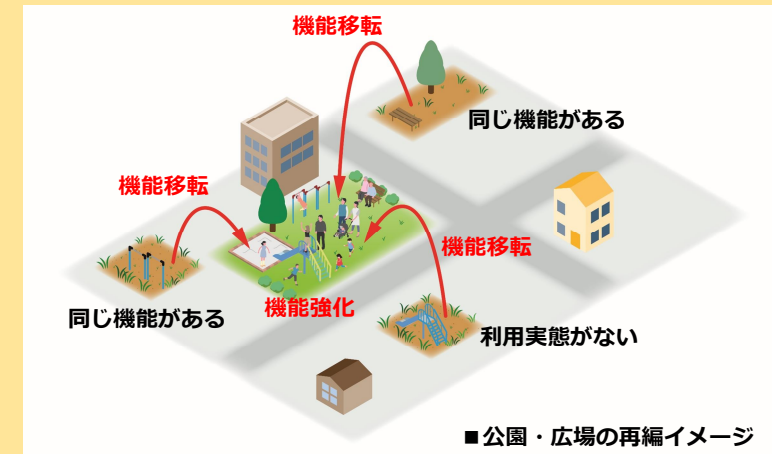 機能移転
同じ機能がある
機能移転
機能移転
機能強化
同じ機能がある
利用実態がない
■公園・広場の再編イメージ